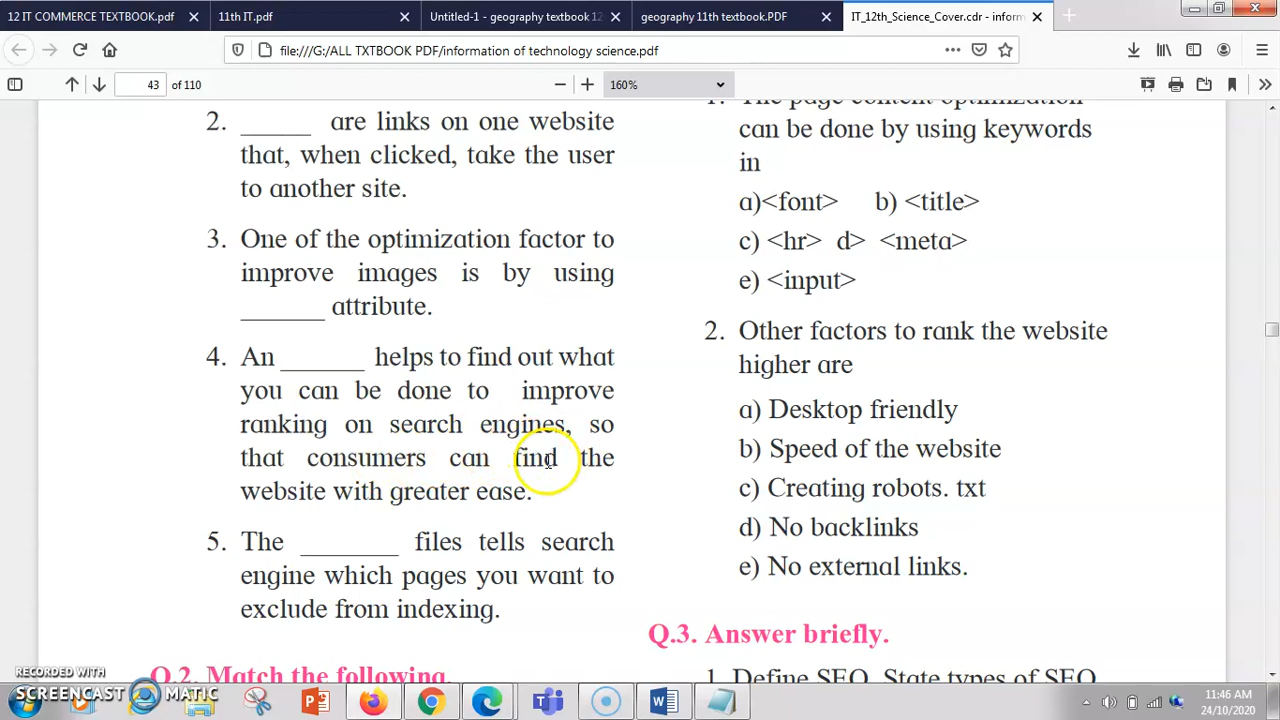 12 IT COMMERCE TEXTBOOK.pdf
11th IT.pdf
Untitled-1 - geography textbook 12
geography 11th textbook.PDF
IT_12th_Science_Cover.cdr - inform
file:///G:/ALL TXTBOOK PDF/information of technology science.pdf
43 of 110
160%
2. _____ are links on one website
that, when clicked, take the user
to another site.
3. One of the optimization factor to
improve images is by using
______ attribute.
4. An ______ helps to find out what
you can be done to improve
ranking on search engines, so
that consumers can find the
website with greater ease.
5. The _______ files tells search
engine which pages you want to
exclude from indexing.
Q.2. Match the following.
1. The page content optimization
can be done by using keywords
in
a)<font> b) <title>
c) <hr> d> <meta>
e) <input>
2. Other factors to rank the website
higher are
a) Desktop friendly
b) Speed of the website
c) Creating robots. txt
d) No backlinks
e) No external links.
Q.3. Answer briefly.
1. Define SEO. State types of SEO
RECORDED WITH
SCREENCAST MATIC
11:46 AM
24/10/2020